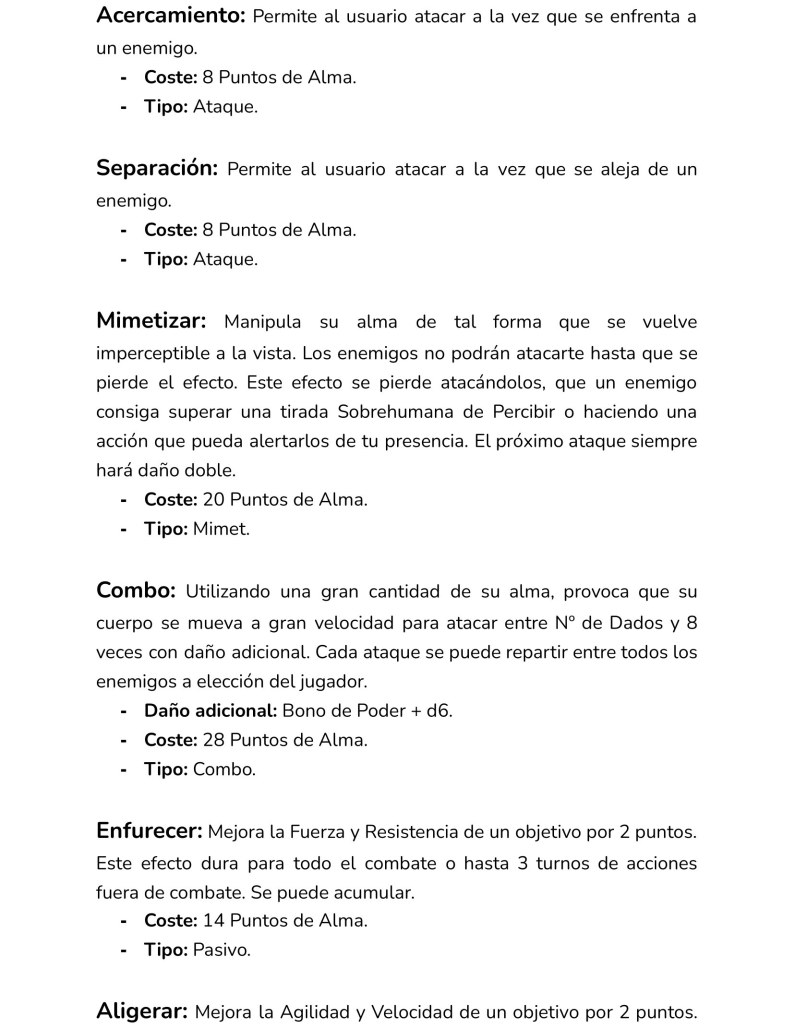 Acercamiento: Permite al usuario atacar a la vez que se enfrenta a
un enemigo.
- Coste: 8 Puntos de Alma.
- Tipo: Ataque.
Separación: Permite al usuario atacar a la vez que se aleja de un
enemigo.
- Coste: 8 Puntos de Alma.
- Tipo: Ataque.
Mimetizar: Manipula su alma de tal forma que se vuelve
imperceptible a la vista. Los enemigos no podrán atacarte hasta que se
pierde el efecto. Este efecto se pierde atacándolos, que un enemigo
consiga superar una tirada Sobrehumana de Percibir o haciendo una
acción que pueda alertarlos de tu presencia. El próximo ataque siempre
hará daño doble.
- Coste: 20 Puntos de Alma.
- Tipo: Mimet.
Combo: Utilizando una gran cantidad de su alma, provoca que su
cuerpo se mueva a gran velocidad para atacar entre Nº de Dados y 8
veces con daño adicional. Cada ataque se puede repartir entre todos los
enemigos a elección del jugador.
- Daño adicional: Bono de Poder + d6.
- Coste: 28 Puntos de Alma.
- Tipo: Combo.
Enfurecer: Mejora la Fuerza y Resistencia de un objetivo por 2 puntos.
Este efecto dura para todo el combate o hasta 3 turnos de acciones
fuera de combate. Se puede acumular.
- Coste: 14 Puntos de Alma.
- Tipo: Pasivo.
Aligerar: Mejora la Agilidad y Velocidad de un objetivo por 2 puntos.